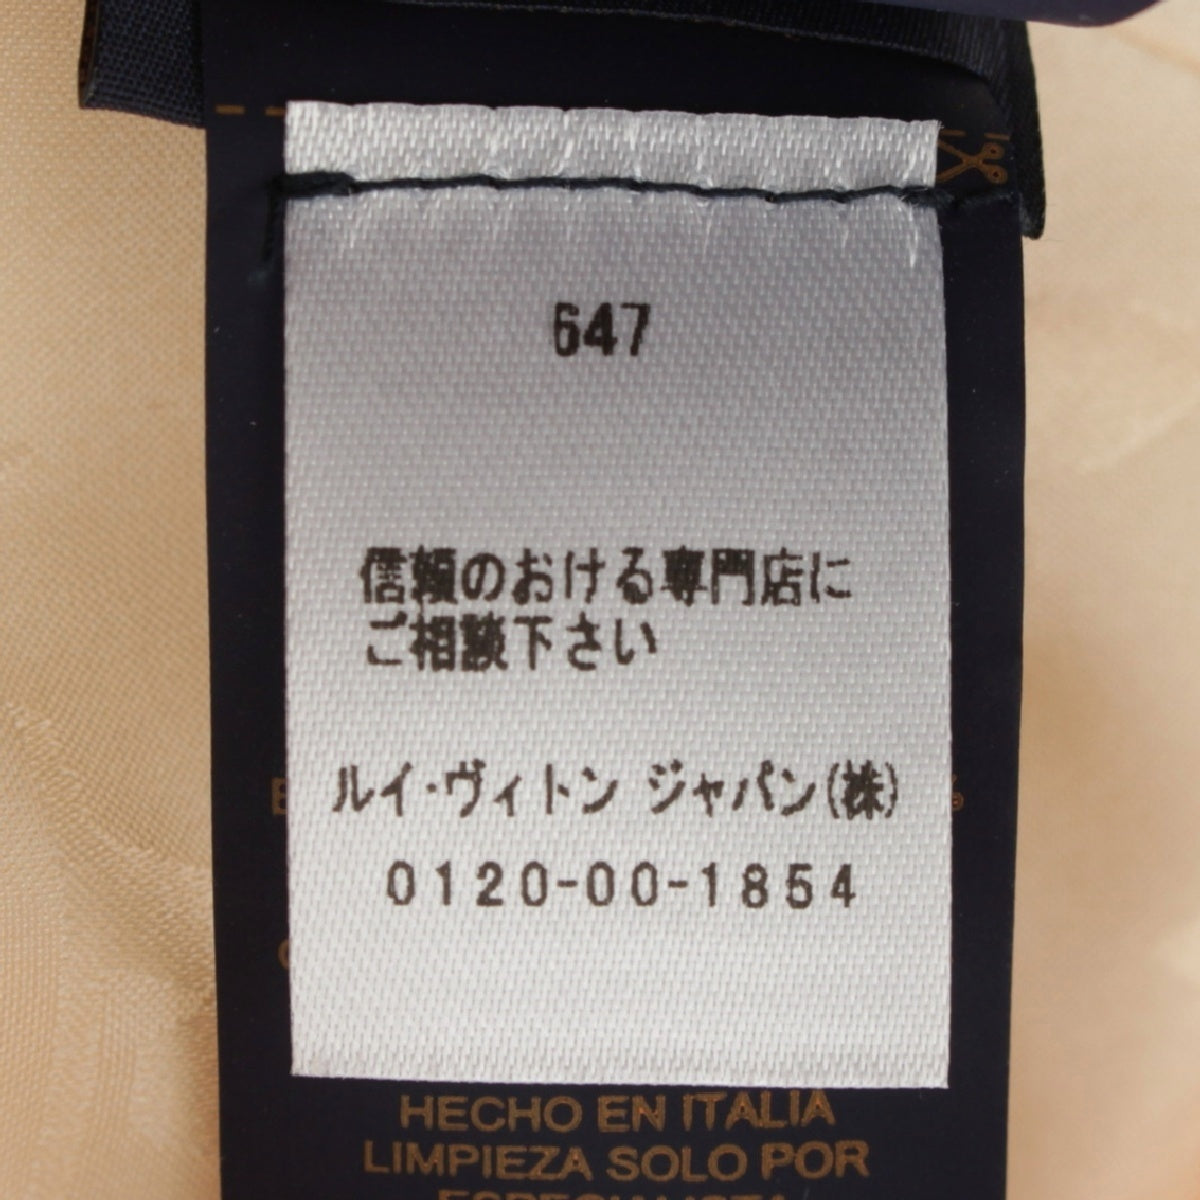 647
信頼のおける専門店に
ご相談下さい
ルイ・ヴィトン ジャパン(株)
0120-00-1854
HECHO EN ITALIA
LIMPIEZA SOLO POR
ESPECIALISTA